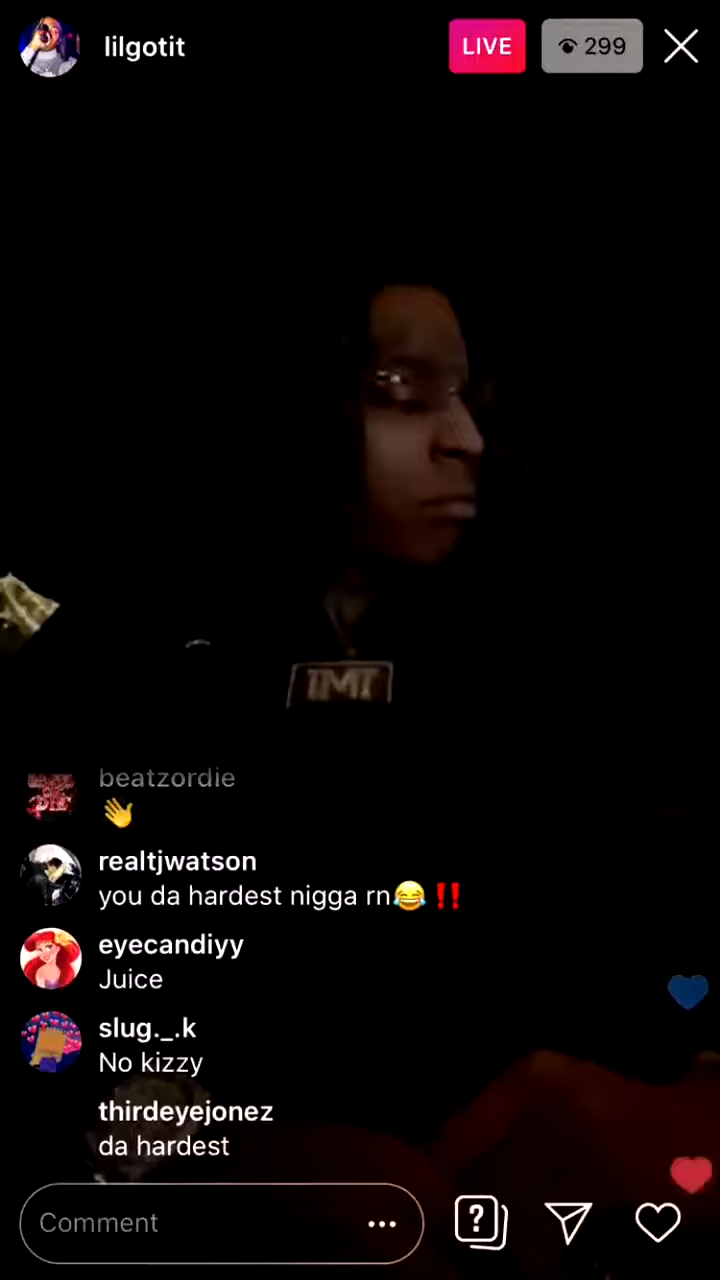 lilgotit
LIVE
299
IMI
beatzordie
👋
realtjwatson
you da hardest nigga rn😂 ‼️
eyecandiyy
Juice
slug._.k
No kizzy
thirdeyejonez
da hardest
Comment